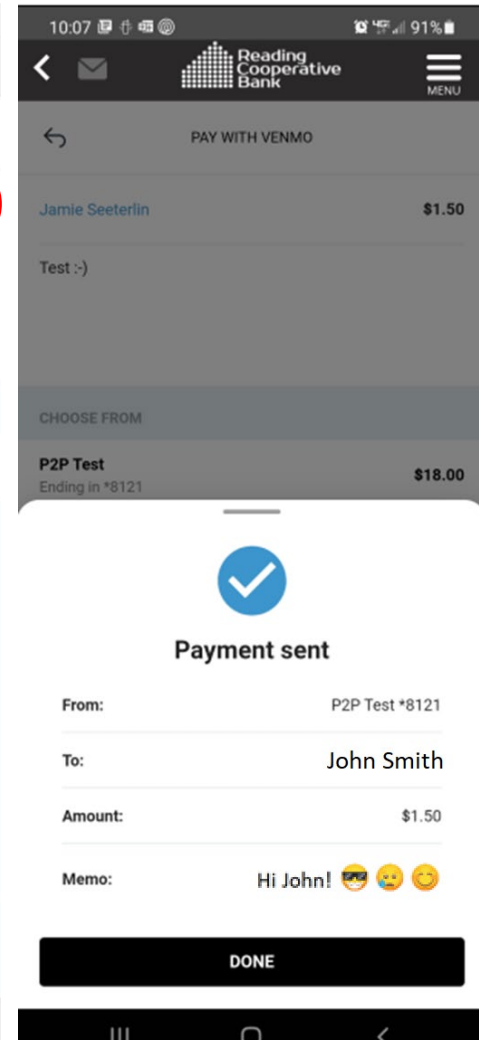 10:07 91%
Reading
Cooperative
Bank
MENU
PAY WITH VENMO
Jamie Seeterlin $1.50
Test :-)
CHOOSE FROM
P2P Test
Ending in *8121 $18.00
Payment sent
From: P2P Test *8121
To: John Smith
Amount: $1.50
Memo: Hi John! 😎 😢 😊
DONE